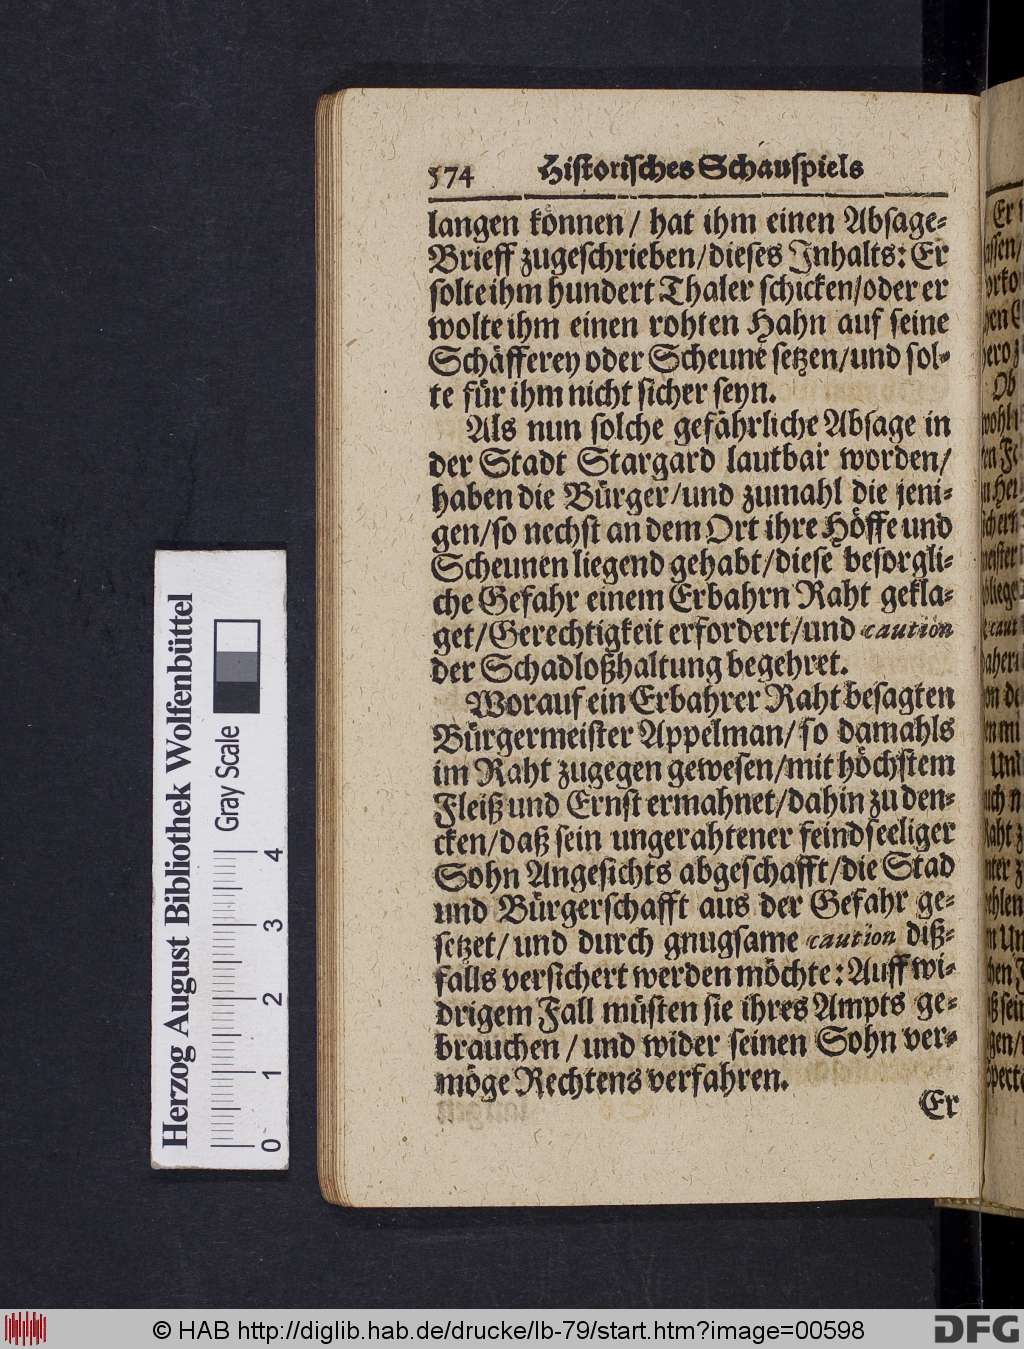 574 Historisches Schauspiels
langen können / hat ihm einen Absage-
Brieff zugeschrieben/dieses Inhalts: Er
solte ihm hundert Thaler schicken/oder er
wolte ihm einen rohten Hahn auf seine
Schäfferey oder Scheune setzen/und sol-
te für ihm nicht sicher seyn.
Als nun solche gefährliche Absage in
der Stadt Stargard lautbar worden/
haben die Bürger/und zumahl die jeni-
gen/so nechst an dem Ort ihre Höffe und
Scheunen liegend gehabt/diese besorgli-
che Gefahr einem Erbahrn Raht gekla-
get/Gerechtigkeit erfordert/und caution
der Schadloßhaltung begehret.
Worauf ein Erbahrer Raht besagten
Bürgermeister Appelman/so damahls
im Raht zugegen gewesen/mit höchstem
Fleiß und Ernst ermahnet/dahin zu den-
cken/daß sein ungerahtener feindseeliger
Sohn Angesichts abgeschafft/die Stad
und Bürgerschafft aus der Gefahr ge-
setzet/ und durch gnugsame caution diß-
falls versichert werden möchte: Auff wi-
drigem Fall müsten sie ihres Ampts ge-
brauchen / und wider seinen Sohn ver-
möge Rechtens verfahren.
Er
Herzog August Bibliothek Wolfenbüttel
Gray Scale
0 1 2 3 4
© HAB http://diglib.hab.de/drucke/lb-79/start.htm?image=00598
DFG